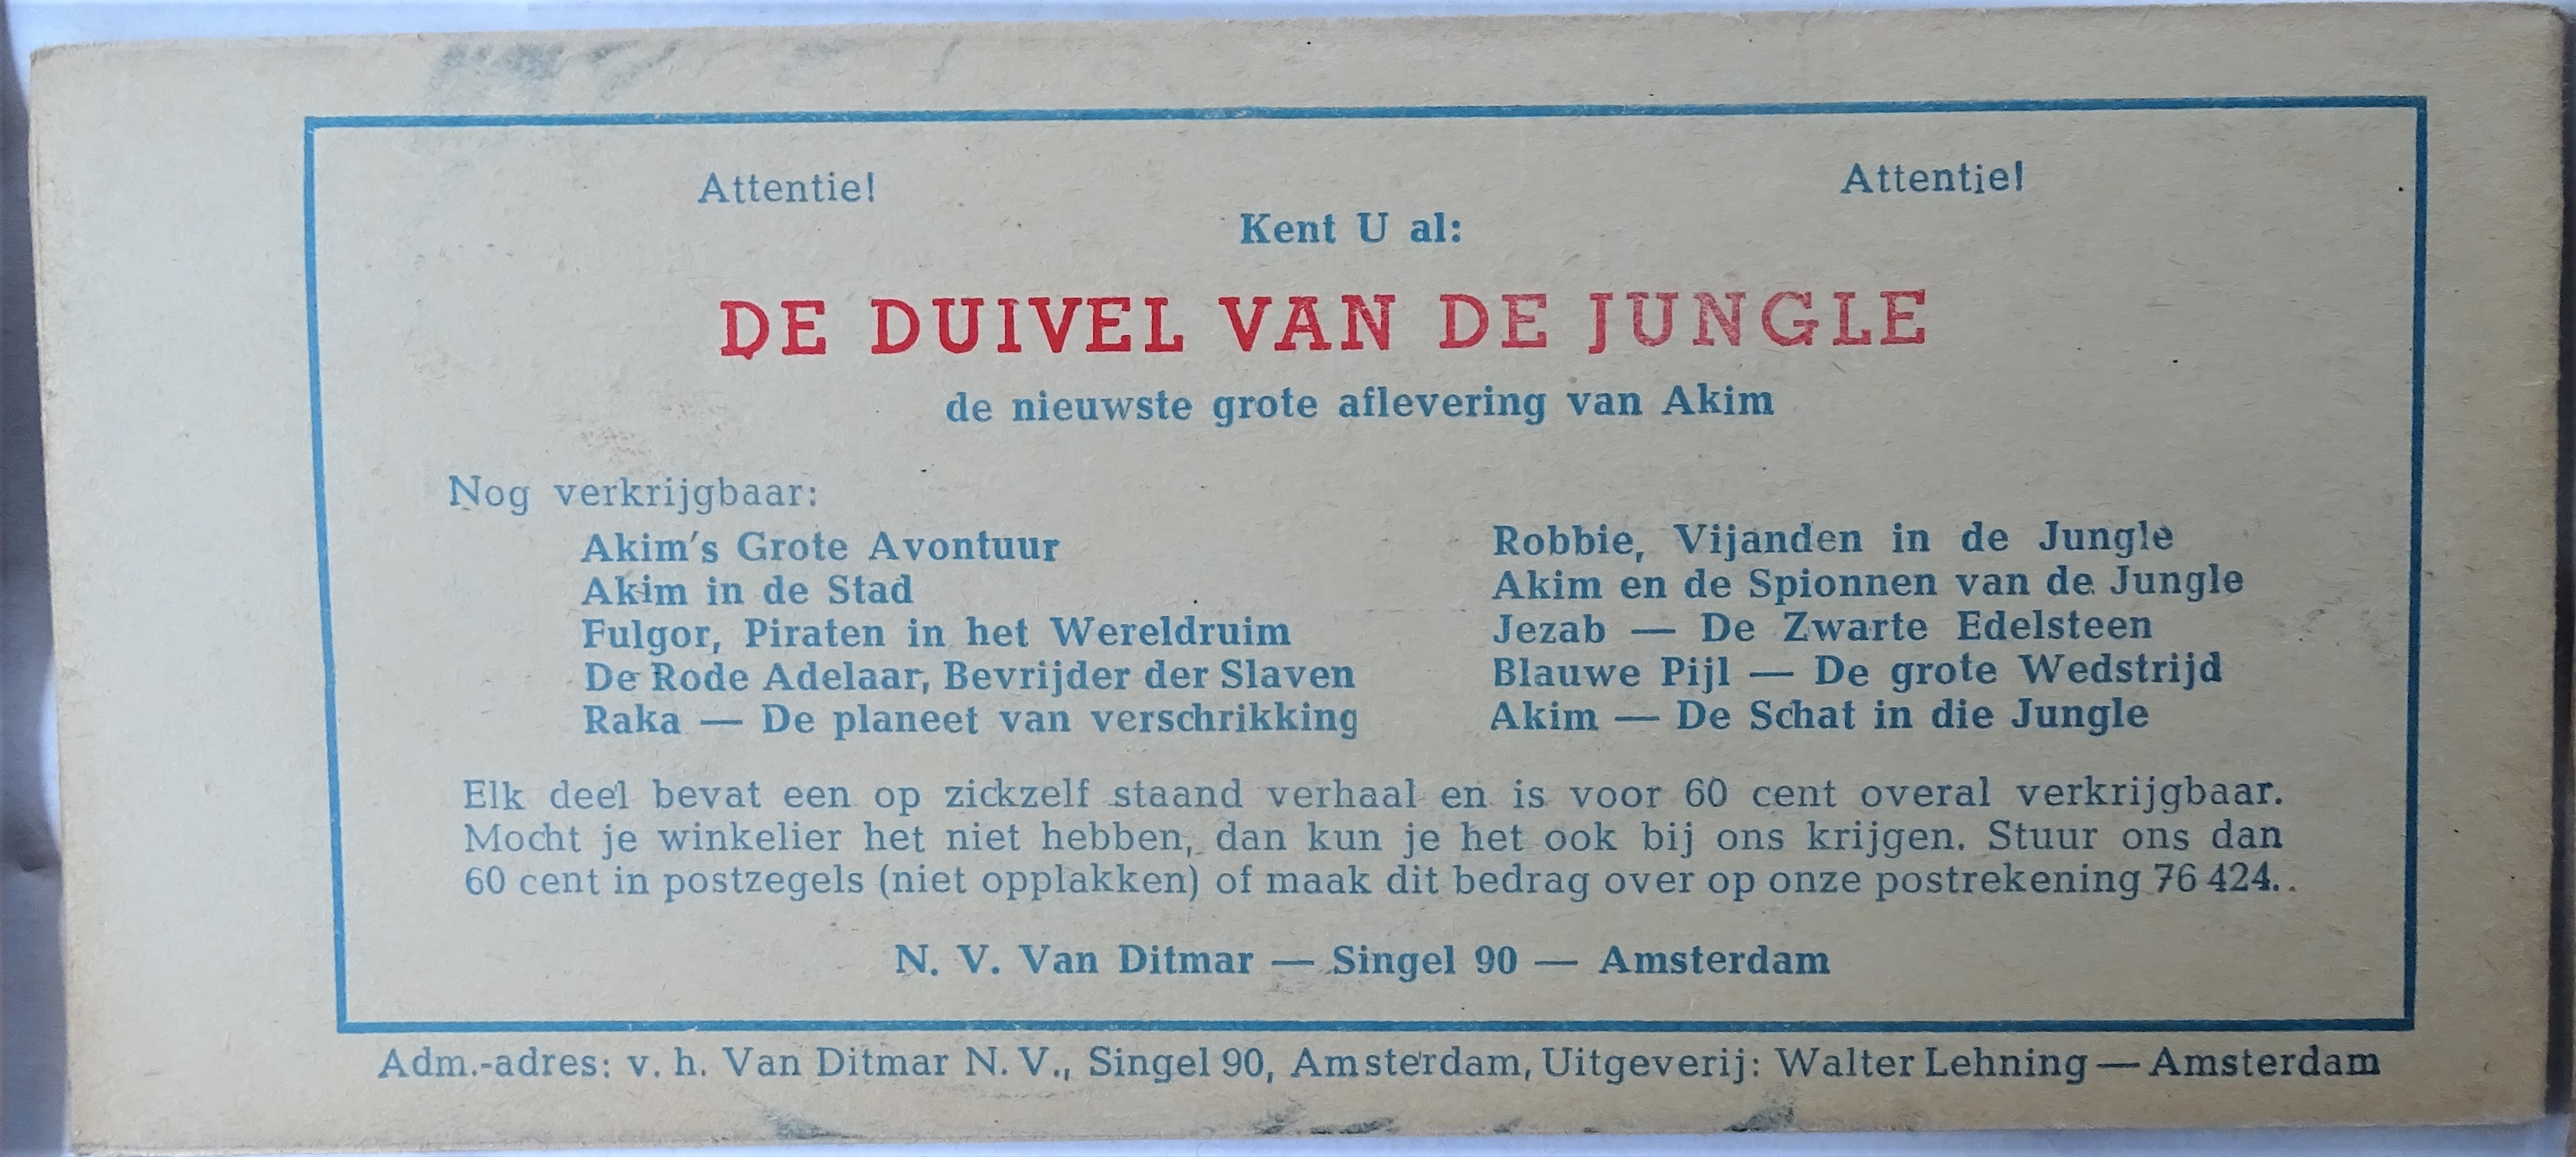 Attentie!
Attentie!
Kent U al:
DE DUIVEL VAN DE JUNGLE
de nieuwste grote aflevering van Akim
Nog verkrijgbaar:
Akim's Grote Avontuur
Akim in de Stad
Fulgor, Piraten in het Wereldruim
De Rode Adelaar, Bevrijder der Slaven
Raka — De planeet van verschrikking
Robbie, Vijanden in de Jungle
Akim en de Spionnen van de Jungle
Jezab — De Zwarte Edelsteen
Blauwe Pijl — De grote Wedstrijd
Akim — De Schat in die Jungle
Elk deel bevat een op zickzelf staand verhaal en is voor 60 cent overal verkrijgbaar.
Mocht je winkelier het niet hebben, dan kun je het ook bij ons krijgen. Stuur ons dan
60 cent in postzegels (niet opplakken) of maak dit bedrag over op onze postrekening 76 424..
N. V. Van Ditmar — Singel 90 — Amsterdam
Adm.-adres: v. h. Van Ditmar N. V., Singel 90, Amsterdam, Uitgeverij: Walter Lehning — Amsterdam